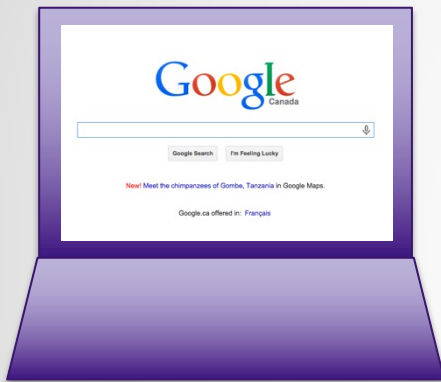 Google
Canada
Google Search I'm Feeling Lucky
New! Meet the chimpanzees of Gombe, Tanzania in Google Maps.
Google.ca offered in: Français